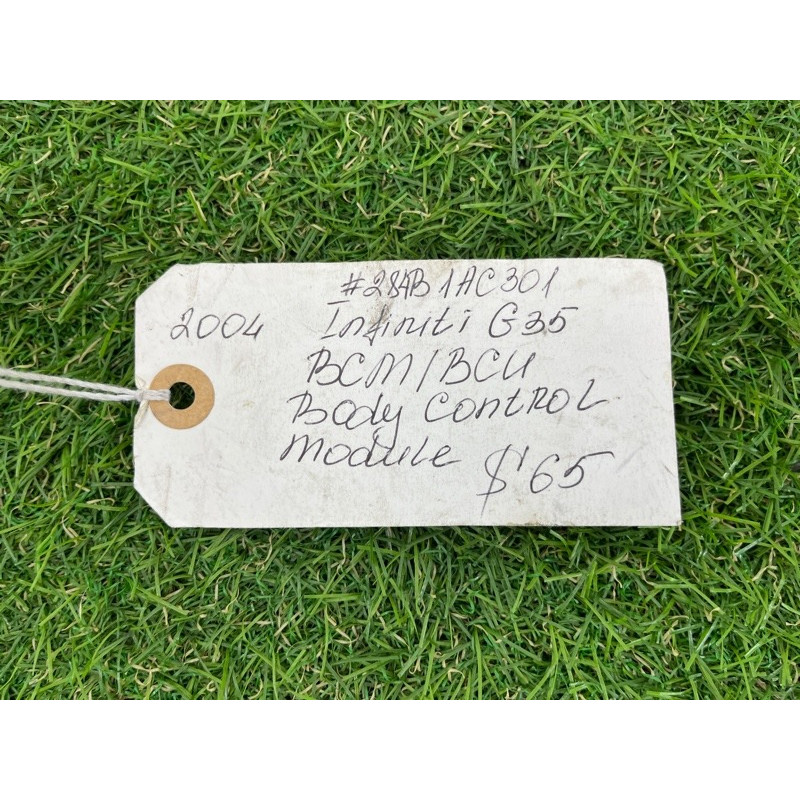 #284B1AC301
2004 Infiniti G35
BCM/BCU
Body CONTROL
Module $65